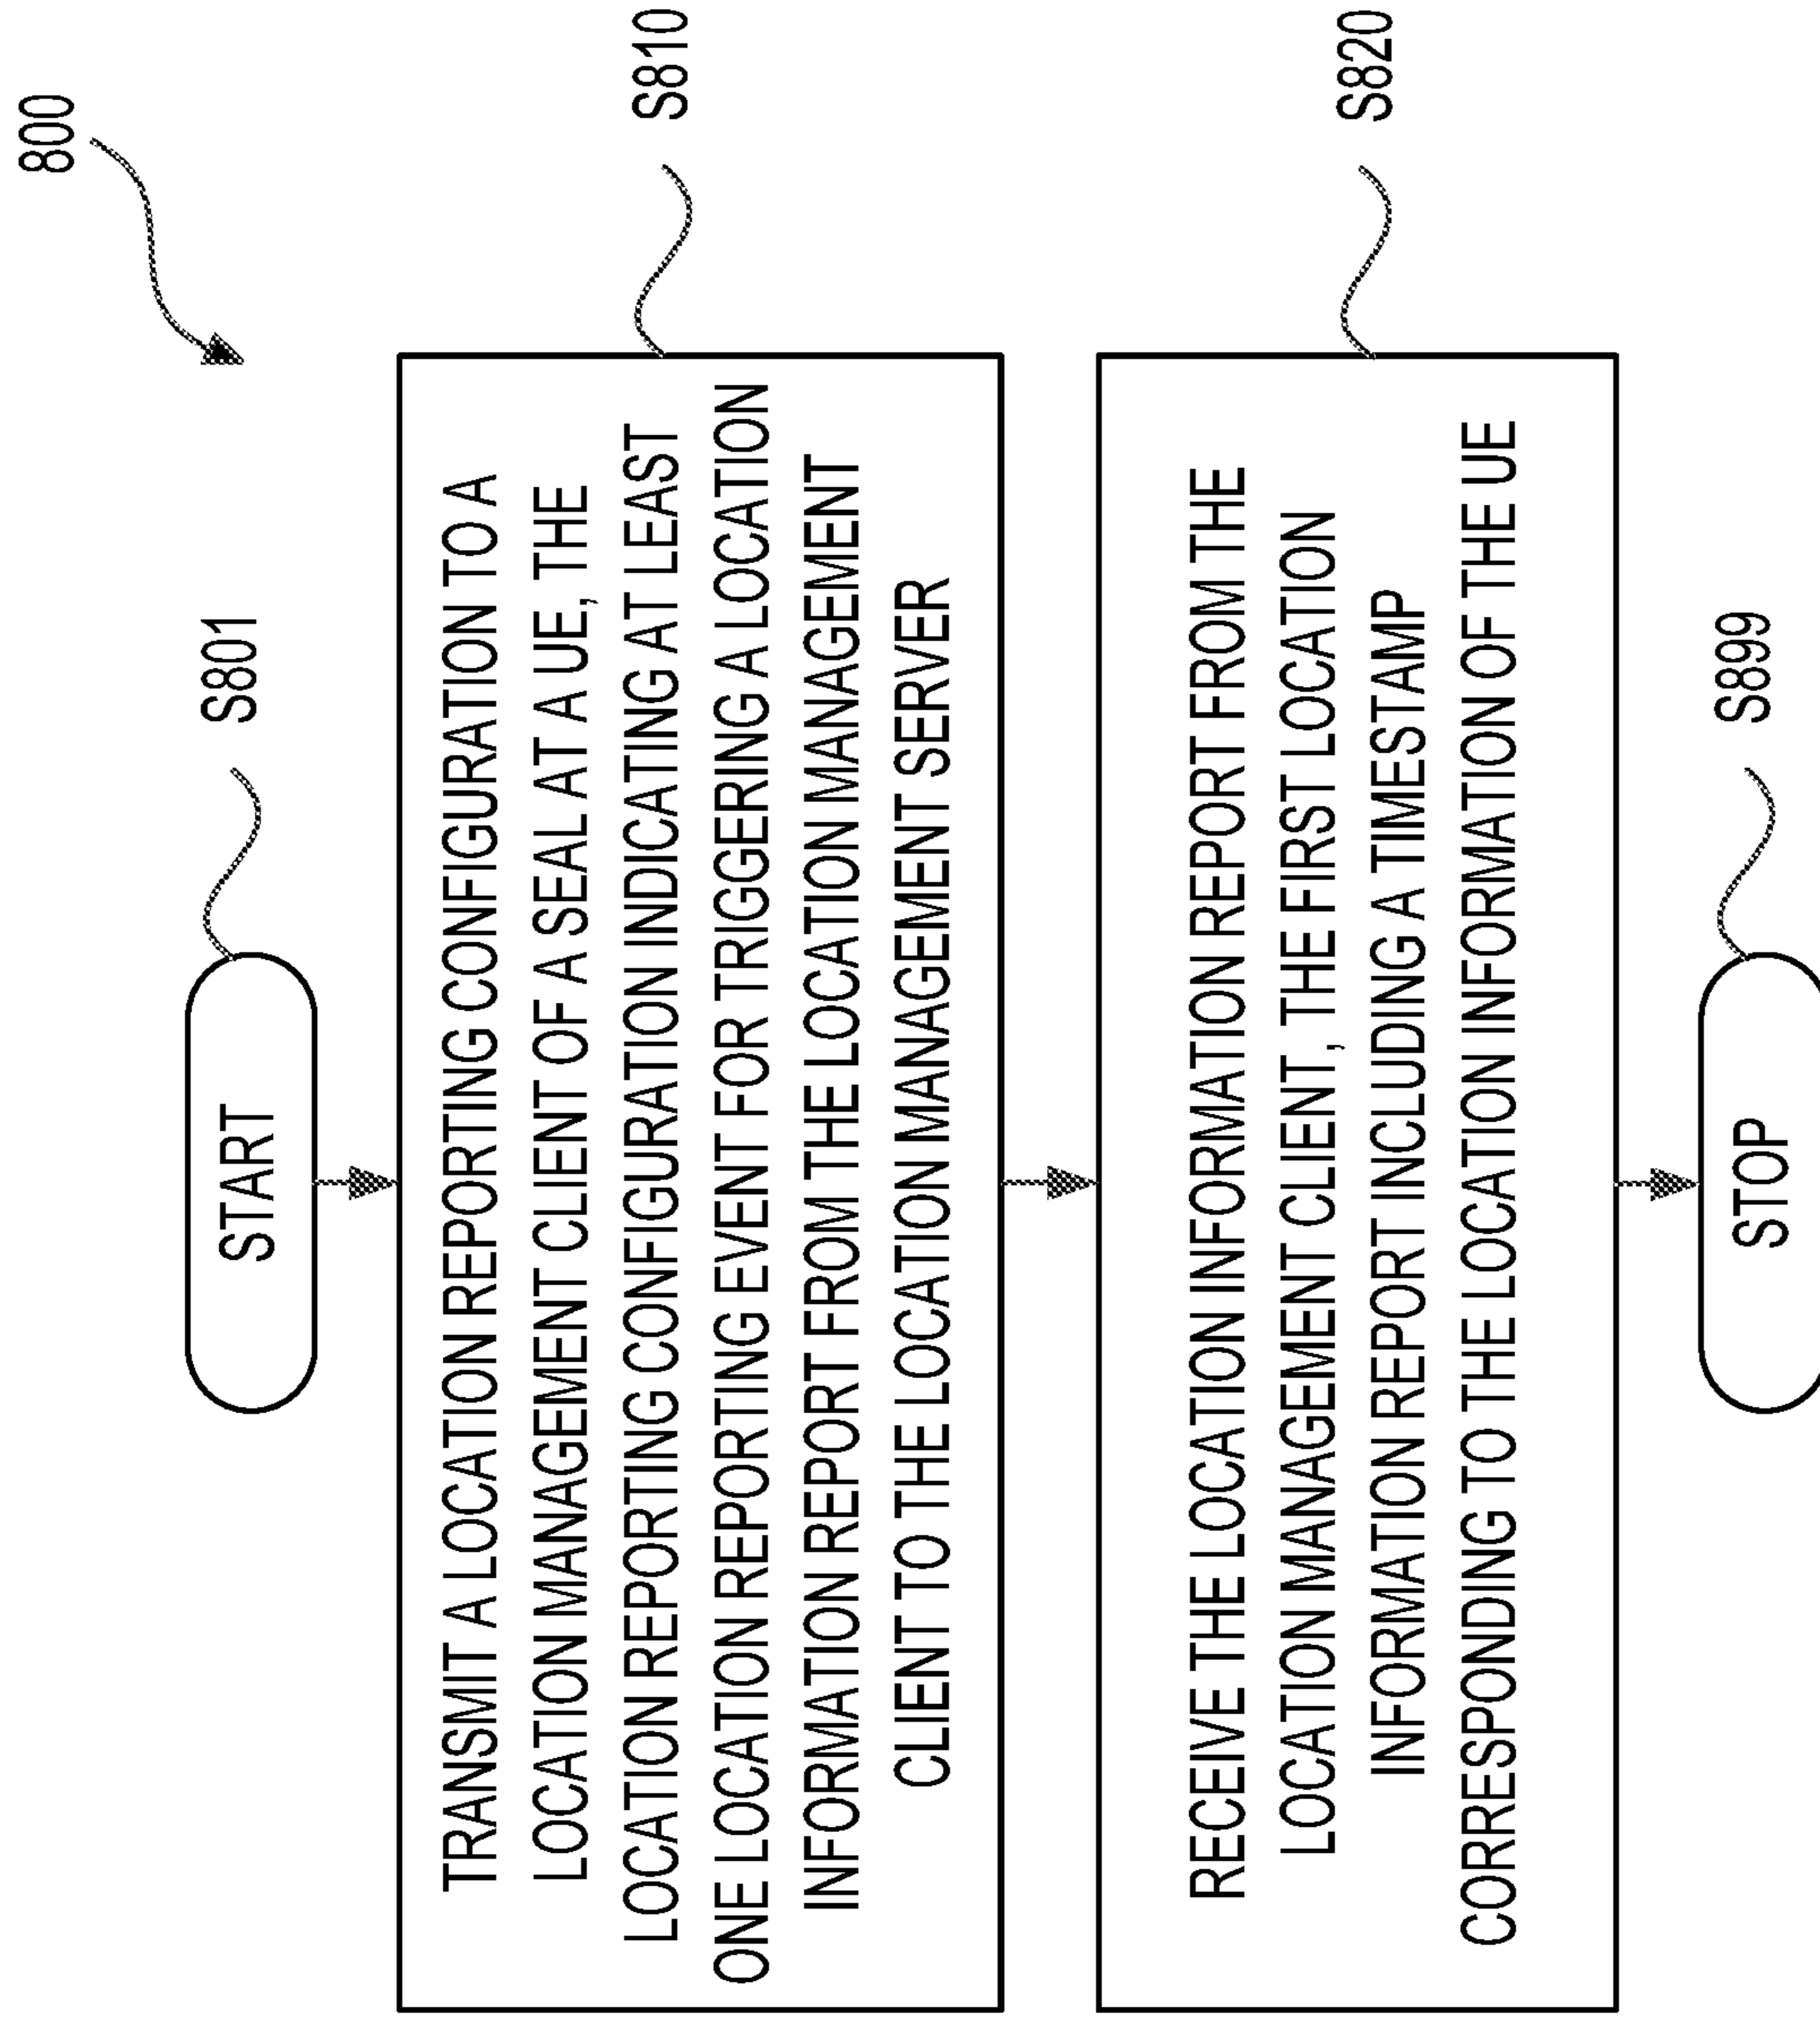 800
START
S801
TRANSMIT A LOCATION REPORTING CONFIGURATION TO A
LOCATION MANAGEMENT CLIENT OF A SEAL AT A UE, THE
LOCATION REPORTING CONFIGURATION INDICATING AT LEAST
ONE LOCATION REPORTING EVENT FOR TRIGGERING A LOCATION
INFORMATION REPORT FROM THE LOCATION MANAGEMENT
CLIENT TO THE LOCATION MANAGEMENT SERVER
S810
RECEIVE THE LOCATION INFORMATION REPORT FROM THE
LOCATION MANAGEMENT CLIENT, THE FIRST LOCATION
INFORMATION REPORT INCLUDING A TIMESTAMP
CORRESPONDING TO THE LOCATION INFORMATION OF THE UE
S820
STOP
S899